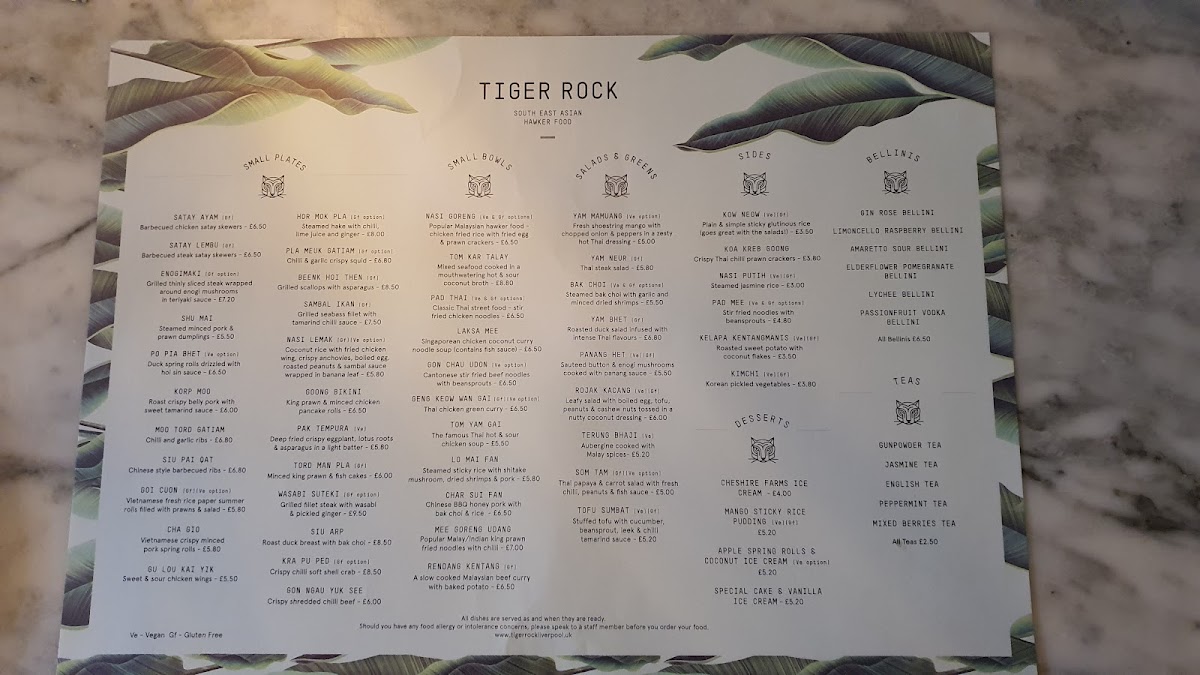 TIGER ROCK
SOUTH EAST ASIAN
HAWKER FOOD
SMALL PLATES
SATAY AYAM (Gf)
Barbecued chicken satay skewers - £6.50
SATAY LEMBU (Gf)
Barbecued steak satay skewers - £6.50
ENOGIMAKI (Gf option)
Grilled thinly sliced steak wrapped
around enogi mushrooms
in teriyaki sauce - £7.20
SHU MAI
Steamed minced pork &
prawn dumplings - £5.50
PO PIA BHET (Ve option)
Duck spring rolls drizzled with
hoi sin sauce - £6.50
KORP MOO
Roast crispy belly pork with
sweet tamarind sauce - £6.00
MOO TORD GATIAM
Chilli and garlic ribs - £6.80
SIU PAI QAT
Chinese style barbecued ribs - £6.80
GOI CUON (Gf)(Ve option)
Vietnamese fresh rice paper summer
rolls filled with prawns & salad - £5.80
CHA GIO
Vietnamese crispy minced
pork spring rolls - £5.80
GU LOU KAI YIK
Sweet & sour chicken wings - £5.50
HOR MOK PLA (Gf option)
Steamed hake with chilli,
lime juice and ginger - £8.00
PLA MEUK GATIAM (Gf option)
Chilli & garlic crispy squid - £6.80
BEENK HOI THEN (Gf)
Grilled scallops with asparagus - £8.50
SAMBAL IKAN (Gf)
Grilled seabass fillet with
tamarind chilli sauce - £7.50
NASI LEMAK (Gf)(Ve option)
Coconut rice with fried chicken
wing, crispy anchovies, boiled egg,
roasted peanuts & sambal sauce
wrapped in banana leaf - £5.80
GOONG BIKINI
King prawn & minced chicken
pancake rolls - £6.50
PAK TEMPURA (Ve)
Deep fried crispy eggplant, lotus roots
& asparagus in a light batter - £5.80
TORD MAN PLA (Gf)
Minced king prawn & fish cakes - £6.00
WASABI SUTEKI (Gf option)
Grilled fillet steak with wasabi
& pickled ginger - £9.50
SIU ARP
Roast duck breast with bak choi - £8.50
KRA PU PED (Gf option)
Crispy chilli soft shell crab - £8.50
GON NGAU YUK SEE
Crispy shredded chilli beef - £6.00
SMALL BOWLS
NASI GORENG (Ve & Gf options)
Popular Malaysian hawker food -
chicken fried rice with fried egg
& prawn crackers - £6.50
TOM KAR TALAY
Mixed seafood cooked in a
mouthwatering hot & sour
coconut broth - £8.80
PAD THAI (Ve & Gf options)
Classic Thai street food - stir
fried chicken noodles - £6.50
LAKSA MEE
Singaporean chicken coconut curry
noodle soup (contains fish sauce) - £6.50
GON CHAU UDON (Ve option)
Cantonese stir fried beef noodles
with beansprouts - £6.50
GENG KEOW WAN GAI (Gf)(Ve option)
Thai chicken green curry - £6.50
TOM YAM GAI
The famous Thai hot & sour
chicken soup - £5.50
LO MAI FAN
Steamed sticky rice with shitake
mushroom, dried shrimps & pork - £5.80
CHAR SUI FAN
Chinese BBQ honey pork with
bak choi & rice - £6.50
MEE GORENG UDANG
Popular Malay/Indian king prawn
fried noodles with chilli - £7.00
RENDANG KENTANG (Gf)
A slow cooked Malaysian beef curry
with baked potato - £6.50
SALADS & GREENS
YAM MAMUANG (Ve option)
Fresh shoestring mango with
chopped onion & peppers in a zesty
hot Thai dressing - £5.00
YAM NEUR (Gf)
Thai steak salad - £5.80
BAK CHOI (Ve & Gf options)
Steamed bak choi with garlic and
minced dried shrimps - £5.50
YAM BHET (Gf)
Roasted duck salad infused with
intense Thai flavours - £6.80
PANANG HET (Ve)(Gf)
Sauteed button & enogi mushrooms
cooked with panang sauce - £5.50
ROJAK KACANG (Ve)(Gf)
Leafy salad with boiled egg, tofu,
peanuts & cashew nuts tossed in a
nutty coconut dressing - £6.00
TERUNG BHAJI (Ve)
Aubergine cooked with
Malay spices- £5.20
SOM TAM (Gf)(Ve option)
Thai papaya & carrot salad with fresh
chilli, peanuts & fish sauce - £5.00
TOFU SUMBAT (Ve)(Gf)
Stuffed tofu with cucumber,
beansprout, leek & chilli
tamarind sauce - £5.20
SIDES
KOW NEOW (Ve)(Gf)
Plain & simple sticky glutinous rice
(goes great with the salads!) - £3.50
KOA KREB GOONG
Crispy Thai chilli prawn crackers - £3.80
NASI PUTIH (Ve)(Gf)
Steamed jasmine rice - £3.00
PAD MEE (Ve & Gf options)
Stir fried noodles with
beansprouts - £4.80
KELAPA KENTANGMANIS (Ve)(Gf)
Roasted sweet potato with
coconut flakes - £3.50
KIMCHI (Ve)(Gf)
Korean pickled vegetables - £3.80
DESSERTS
CHESHIRE FARMS ICE
CREAM - £4.00
MANGO STICKY RICE
PUDDING (Ve)(Gf)
£5.20
APPLE SPRING ROLLS &
COCONUT ICE CREAM (Ve option)
£5.20
SPECIAL CAKE & VANILLA
ICE CREAM - £5.20
BELLINIS
GIN ROSE BELLINI
LIMONCELLO RASPBERRY BELLINI
AMARETTO SOUR BELLINI
ELDERFLOWER POMEGRANATE
BELLINI
LYCHEE BELLINI
PASSIONFRUIT VODKA
BELLINI
All Bellinis £6.50
TEAS
GUNPOWDER TEA
JASMINE TEA
ENGLISH TEA
PEPPERMINT TEA
MIXED BERRIES TEA
All Teas £2.50
All dishes are served as and when they are ready.
Should you have any food allergy or intolerance concerns, please speak to a staff member before you order your food.
www.tigerrockliverpool.uk
Ve - Vegan Gf - Gluten Free